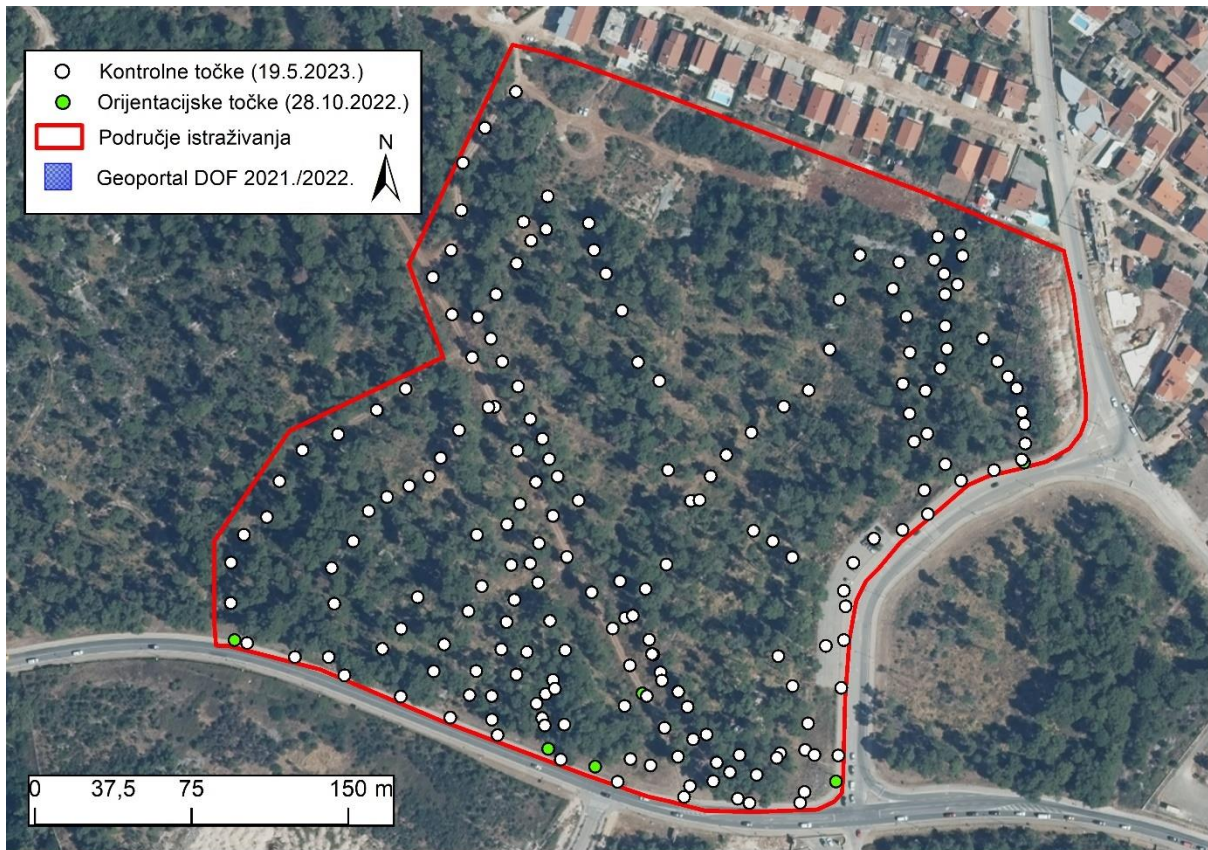 Kontrolne točke (19.5.2023.)
Orijentacijske točke (28.10.2022.)
Područje istraživanja
N
Geoportal DOF 2021./2022.
0 37,5 75 150 m